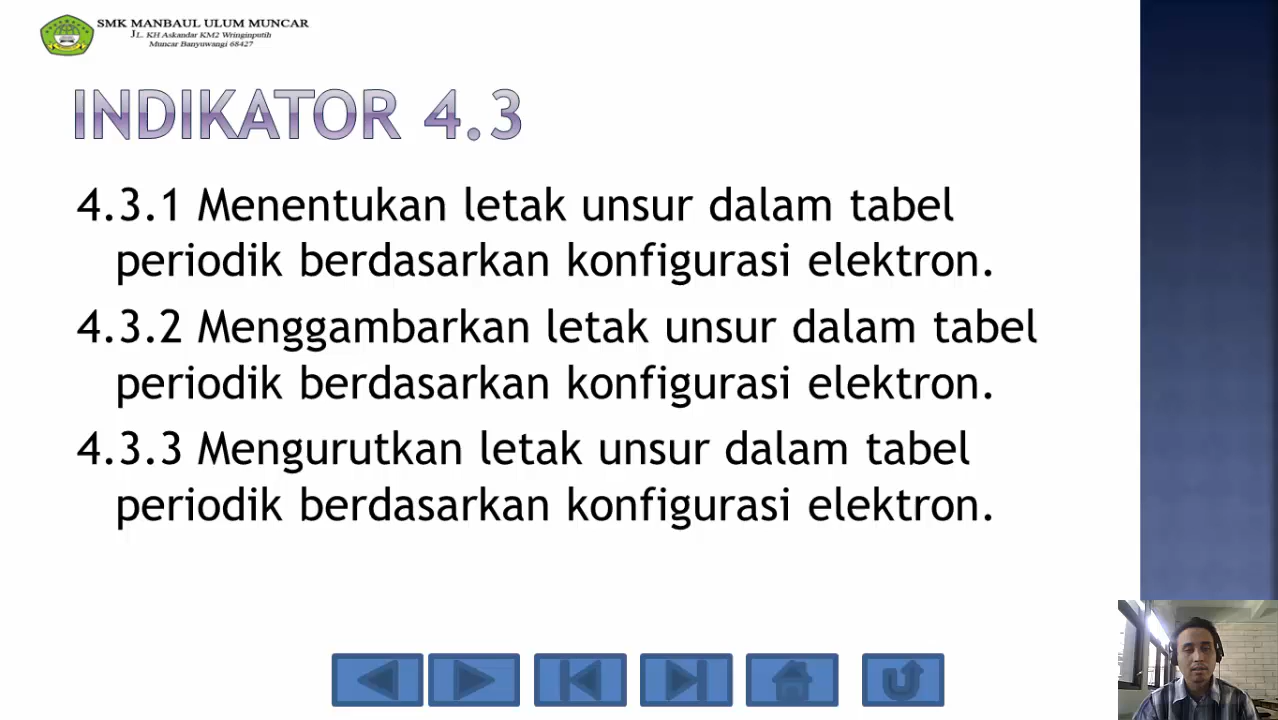 SMK MANBAUL ULUM MUNCAR
JL. KH Askandar KM2 Wringinputih
Muncar Banyuwangi 68427
INDIKATOR 4.3
4.3.1 Menentukan letak unsur dalam tabel
periodik berdasarkan konfigurasi elektron.
4.3.2 Menggambarkan letak unsur dalam tabel
periodik berdasarkan konfigurasi elektron.
4.3.3 Mengurutkan letak unsur dalam tabel
periodik berdasarkan konfigurasi elektron.